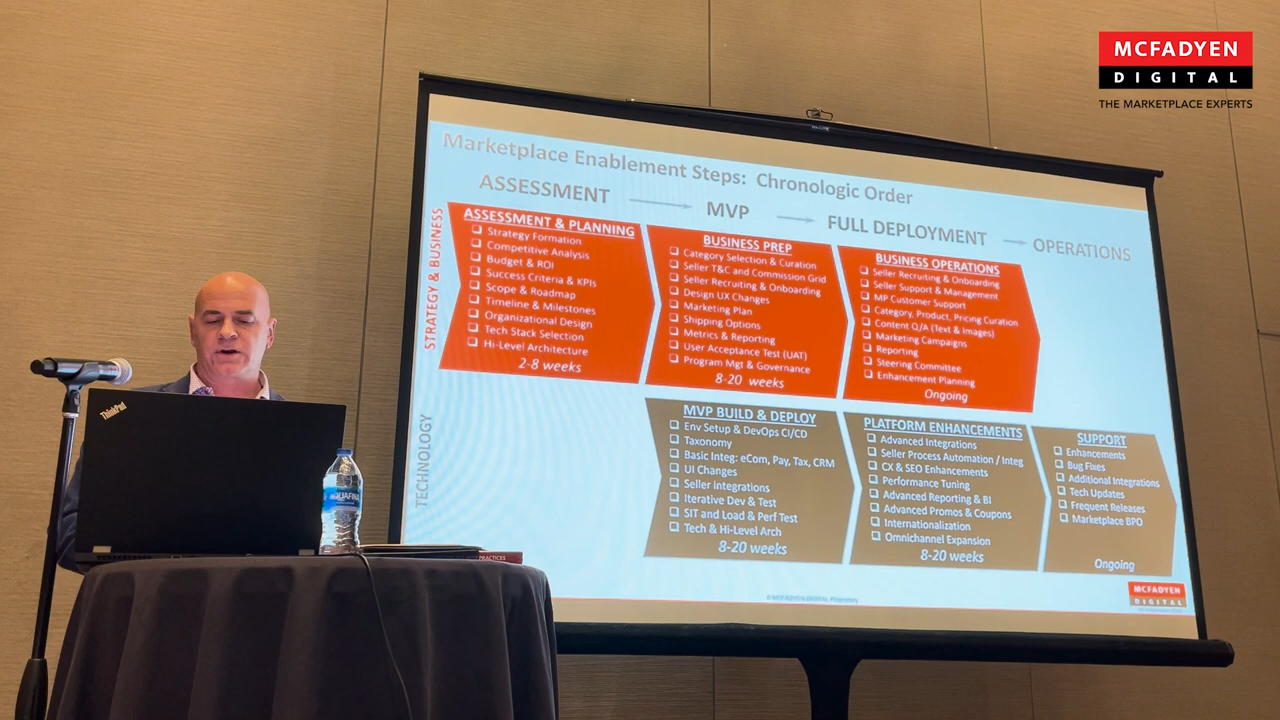 MCFADYEN
DIGITAL
THE MARKETPLACE EXPERTS
Marketplace Enablement Steps: Chronologic Order
ASSESSMENT
MVP
FULL DEPLOYMENT
OPERATIONS
STRATEGY & BUSINESS
ASSESSMENT & PLANNING
Strategy Formation
Competitive Analysis
Budget & ROI
Success Criteria & KPIs
Scope & Roadmap
Timeline & Milestones
Organizational Design
Tech Stack Selection
Hi-Level Architecture
2-8 weeks
BUSINESS PREP
Category Selection & Curation
Seller T&C and Commission Grid
Seller Recruiting & Onboarding
Design UX Changes
Marketing Plan
Shipping Options
Metrics & Reporting
User Acceptance Test (UAT)
Program Mgt & Governance
8-20 weeks
BUSINESS OPERATIONS
Seller Recruiting & Onboarding
Seller Support & Management
MP Customer Support
Category, Product, Pricing Curation
Content Q/A (Text & Images)
Marketing Campaigns
Reporting
Steering Committee
Enhancement Planning
Ongoing
TECHNOLOGY
MVP BUILD & DEPLOY
Env Setup & DevOps CI/CD
Taxonomy
Basic Integ: eCom, Pay, Tax, CRM
UI Changes
Seller Integrations
Iterative Dev & Test
SIT and Load & Perf Test
Tech & Hi-Level Arch
8-20 weeks
PLATFORM ENHANCEMENTS
Advanced Integrations
Seller Process Automation / Integ
CX & SEO Enhancements
Performance Tuning
Advanced Reporting & BI
Advanced Promos & Coupons
Internationalization
Omnichannel Expansion
8-20 weeks
SUPPORT
Enhancements
Bug Fixes
Additional Integrations
Tech Updates
Frequent Releases
Marketplace BPO
Ongoing
© MCFADYEN DIGITAL Proprietary
MCFADYEN
DIGITAL
ThinkPad
AQUAFINA
PRACTICES